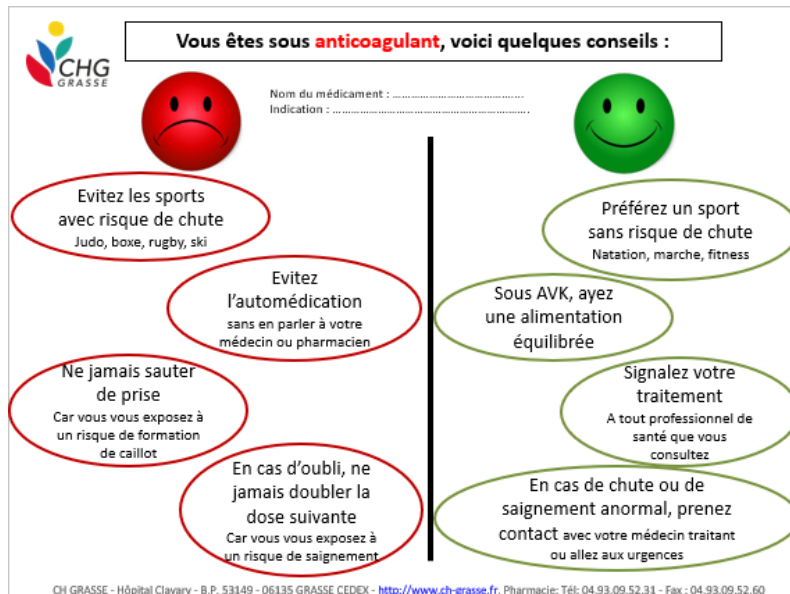 CHG
GRASSE
Vous êtes sous anticoagulant, voici quelques conseils :
Nom du médicament : ……………………………………
Indication : ……………………………………………………….
Evitez les sports
avec risque de chute
Judo, boxe, rugby, ski
Evitez
l’automédication
sans en parler à votre
médecin ou pharmacien
Ne jamais sauter
de prise
Car vous vous exposez à
un risque de formation
de caillot
En cas d’oubli, ne
jamais doubler la
dose suivante
Car vous vous exposez à
un risque de saignement
Préférez un sport
sans risque de chute
Natation, marche, fitness
Sous AVK, ayez
une alimentation
équilibrée
Signalez votre
traitement
A tout professionnel de
santé que vous
consultez
En cas de chute ou de
saignement anormal, prenez
contact avec votre médecin traitant
ou allez aux urgences
CH GRASSE - Hôpital Clavary - B.P. 53149 - 06135 GRASSE CEDEX - http://www.ch-grasse.fr. Pharmacie: Tél: 04.93.09.52.31 - Fax : 04.93.09.52.60